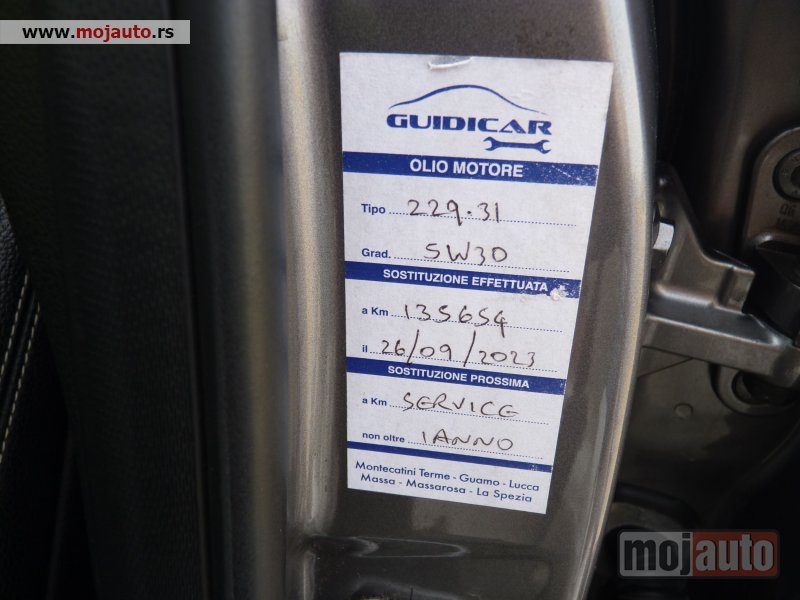 www.mojauto.rs
GUIDICAR
OLIO MOTORE
Tipo 229.31
Grad. 5W30
SOSTITUZIONE EFFETTUATA
a Km 135654
il 26/09/2023
SOSTITUZIONE PROSSIMA
a Km SERVICE
non oltre 1ANNO
Montecatini Terme - Guamo - Lucca
Massa - Massarosa - La Spezia
mojauto